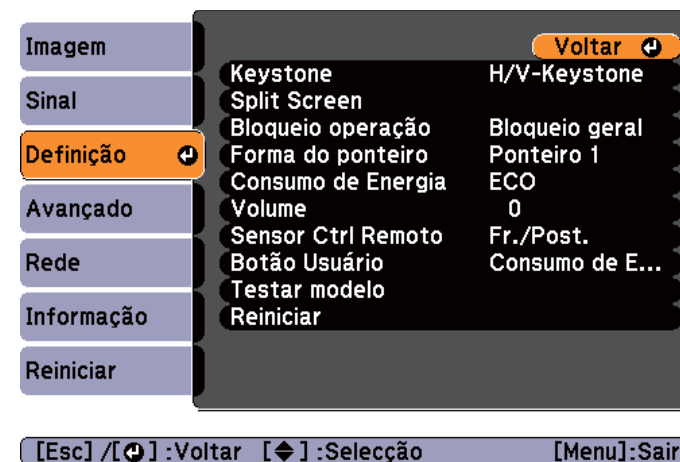 Imagem
Sinal
Definição
Avançado
Rede
Informação
Reiniciar
Voltar
Keystone H/V-Keystone
Split Screen
Bloqueio operação Bloqueio geral
Forma do ponteiro Ponteiro 1
Consumo de Energia ECO
Volume 0
Sensor Ctrl Remoto Fr./Post.
Botão Usuário Consumo de E...
Testar modelo
Reiniciar
[Esc] /[⏎] :Voltar [◆] :Selecção [Menu]:Sair